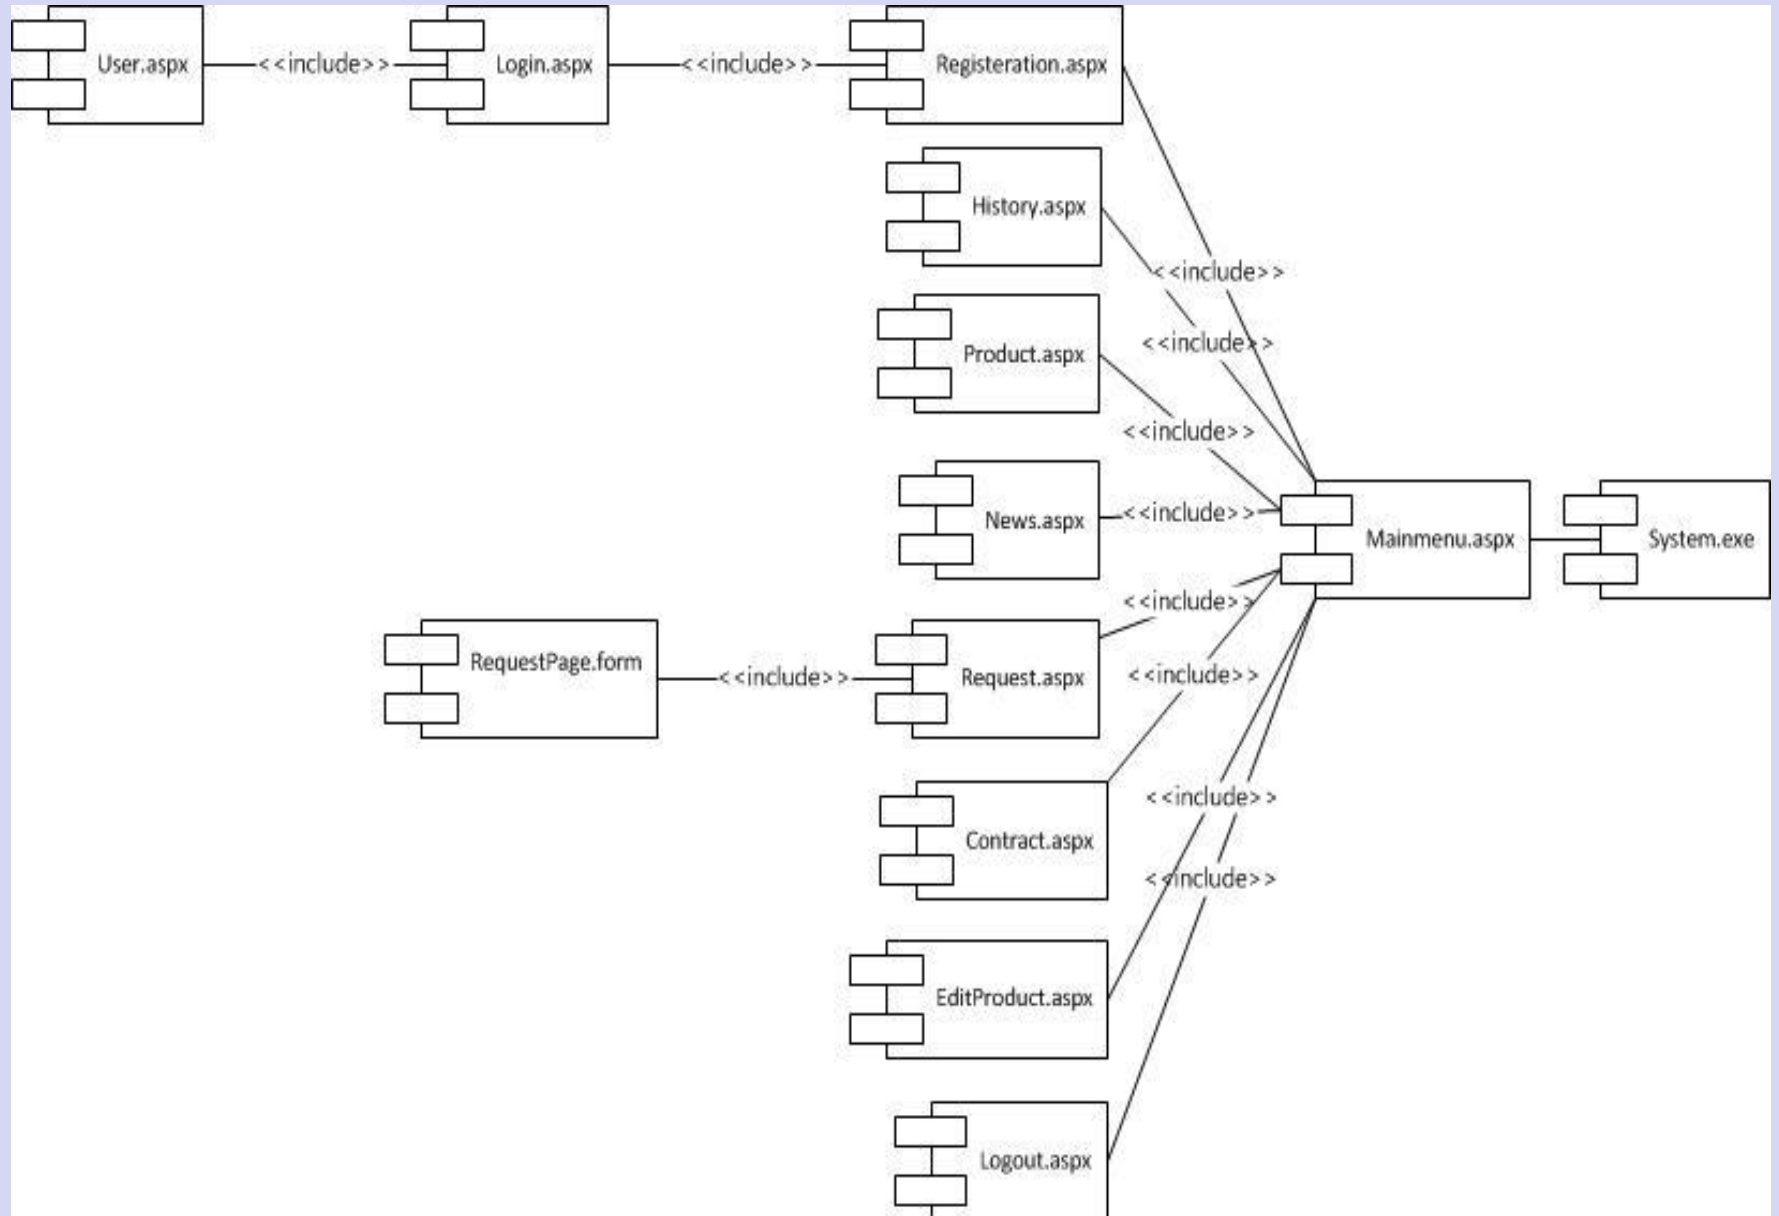 User.aspx
<<include>>
Login.aspx
<<include>>
Registeration.aspx
History.aspx
<<include>>
Product.aspx
<<include>>
<<include>>
News.aspx
<<include>>
Mainmenu.aspx
System.exe
<<include>>
RequestPage.form
<<include>>
Request.aspx
<<include>>
Contract.aspx
<<include>>
<<include>>
EditProduct.aspx
Logout.aspx